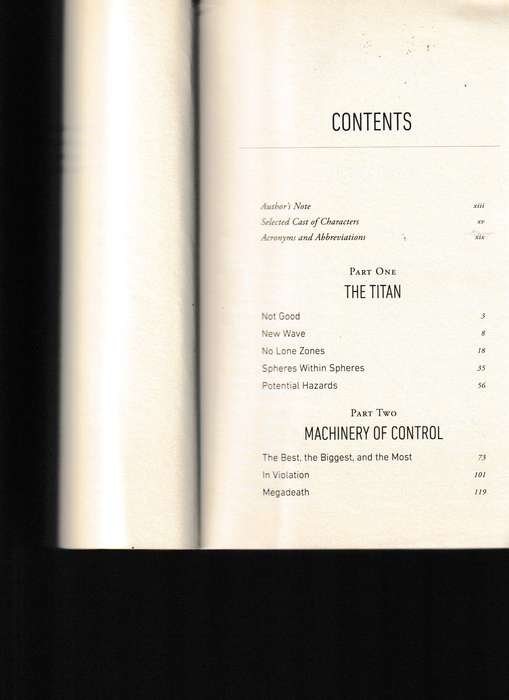 CONTENTS
Author's Note xiii
Selected Cast of Characters xv
Acronyms and Abbreviations xix
PART ONE
THE TITAN
Not Good 3
New Wave 8
No Lone Zones 18
Spheres Within Spheres 35
Potential Hazards 56
PART TWO
MACHINERY OF CONTROL
The Best, the Biggest, and the Most 73
In Violation 101
Megadeath 119